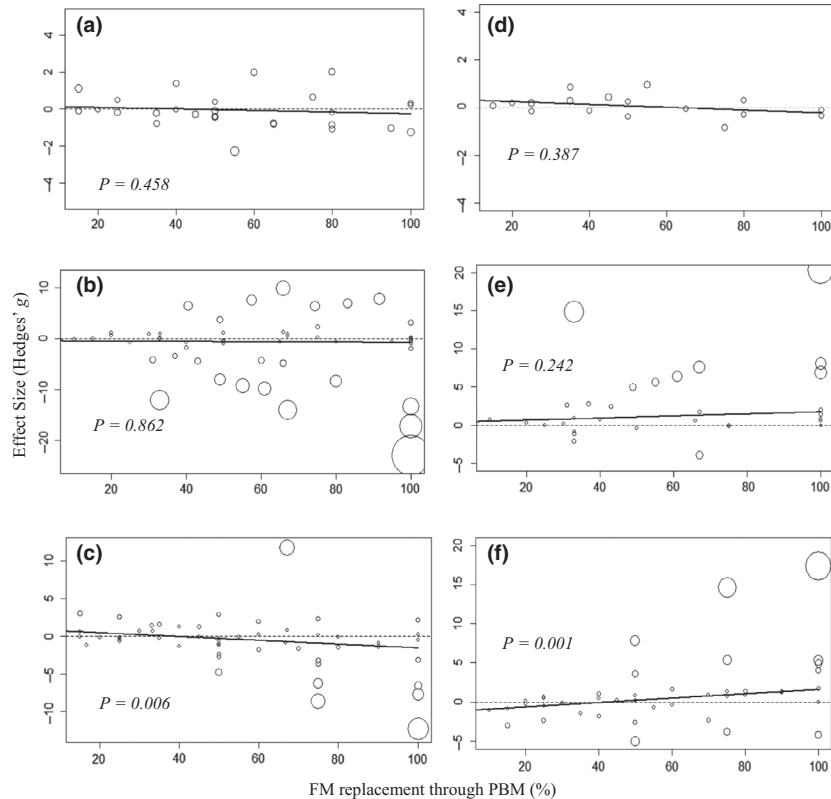 (a)
4
2
0
−2
−4
20 40 60 80 100
P = 0.458
(d)
4
2
0
−2
−4
20 40 60 80 100
P = 0.387
Effect Size (Hedges' g)
(b)
10
0
−10
−20
20 40 60 80 100
P = 0.862
(e)
20
15
10
5
0
−5
20 40 60 80 100
P = 0.242
(c)
10
5
0
−5
−10
20 40 60 80 100
P = 0.006
(f)
20
15
10
5
0
−5
20 40 60 80 100
P = 0.001
FM replacement through PBM (%)